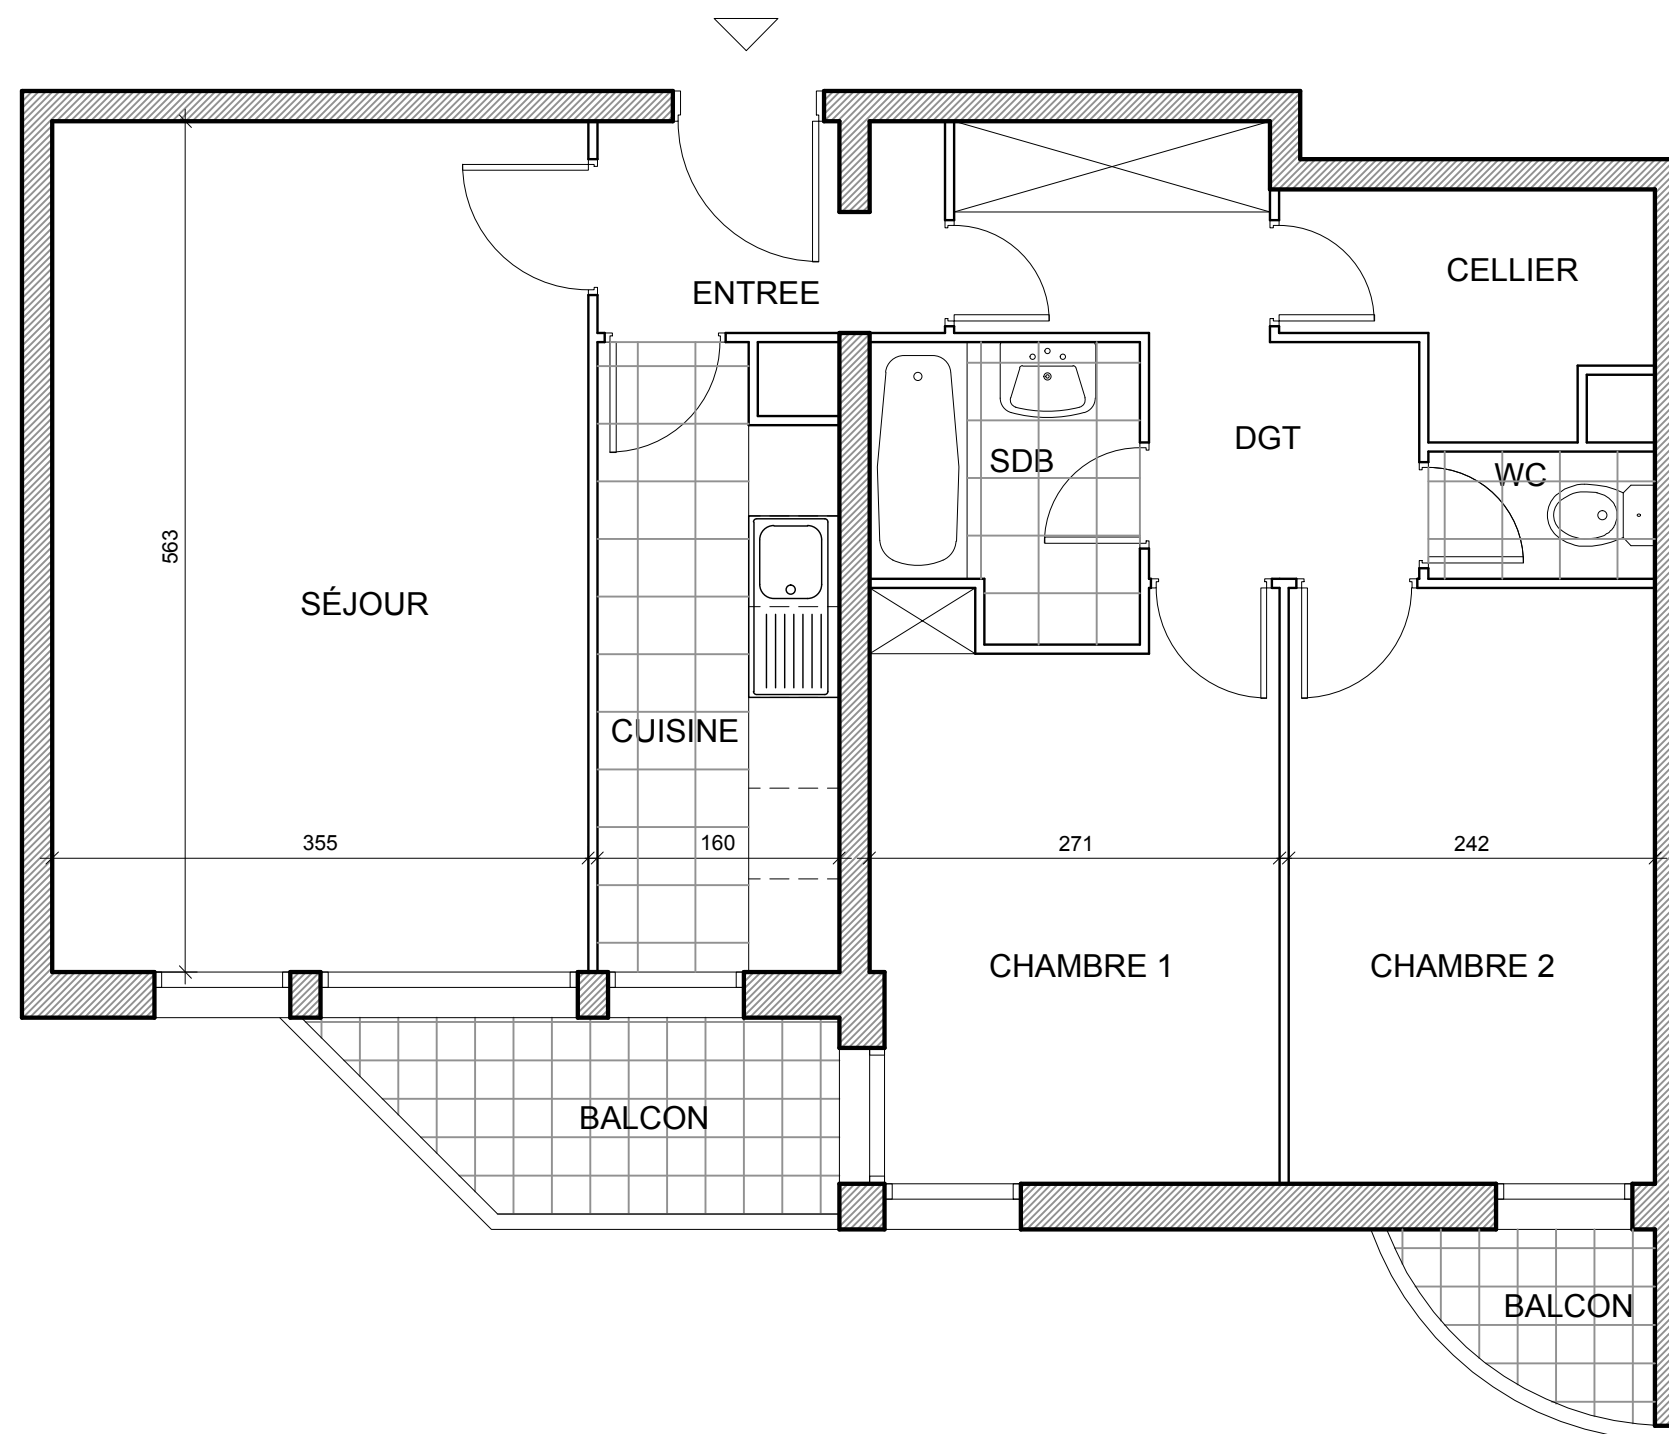 CELLIER
ENTREE
DGT
SDB
WC
563
SÉJOUR
CUISINE
355
160
271
242
CHAMBRE 1
CHAMBRE 2
BALCON
BALCON